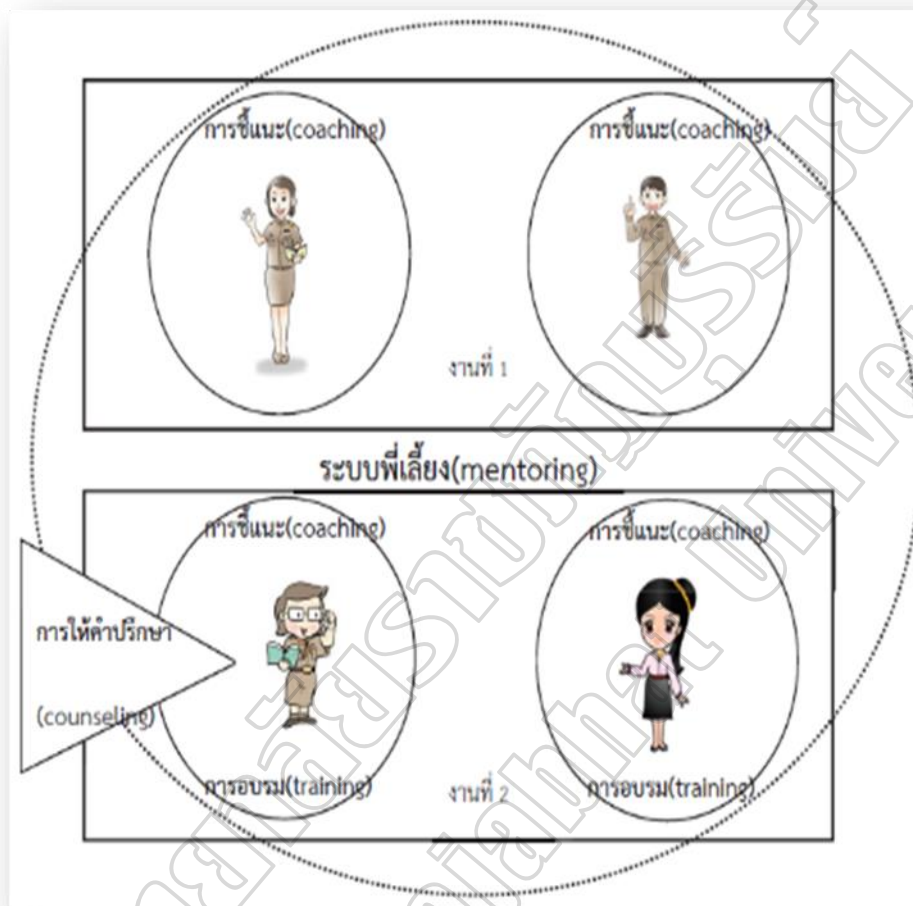 การชี้แนะ(coaching)
การชี้แนะ(coaching)
งานที่ 1
ระบบพี่เลี้ยง(mentoring)
การชี้แนะ(coaching)
การชี้แนะ(coaching)
การให้คำปรึกษา
(counseling)
การอบรม(training)
งานที่ 2
การอบรม(training)